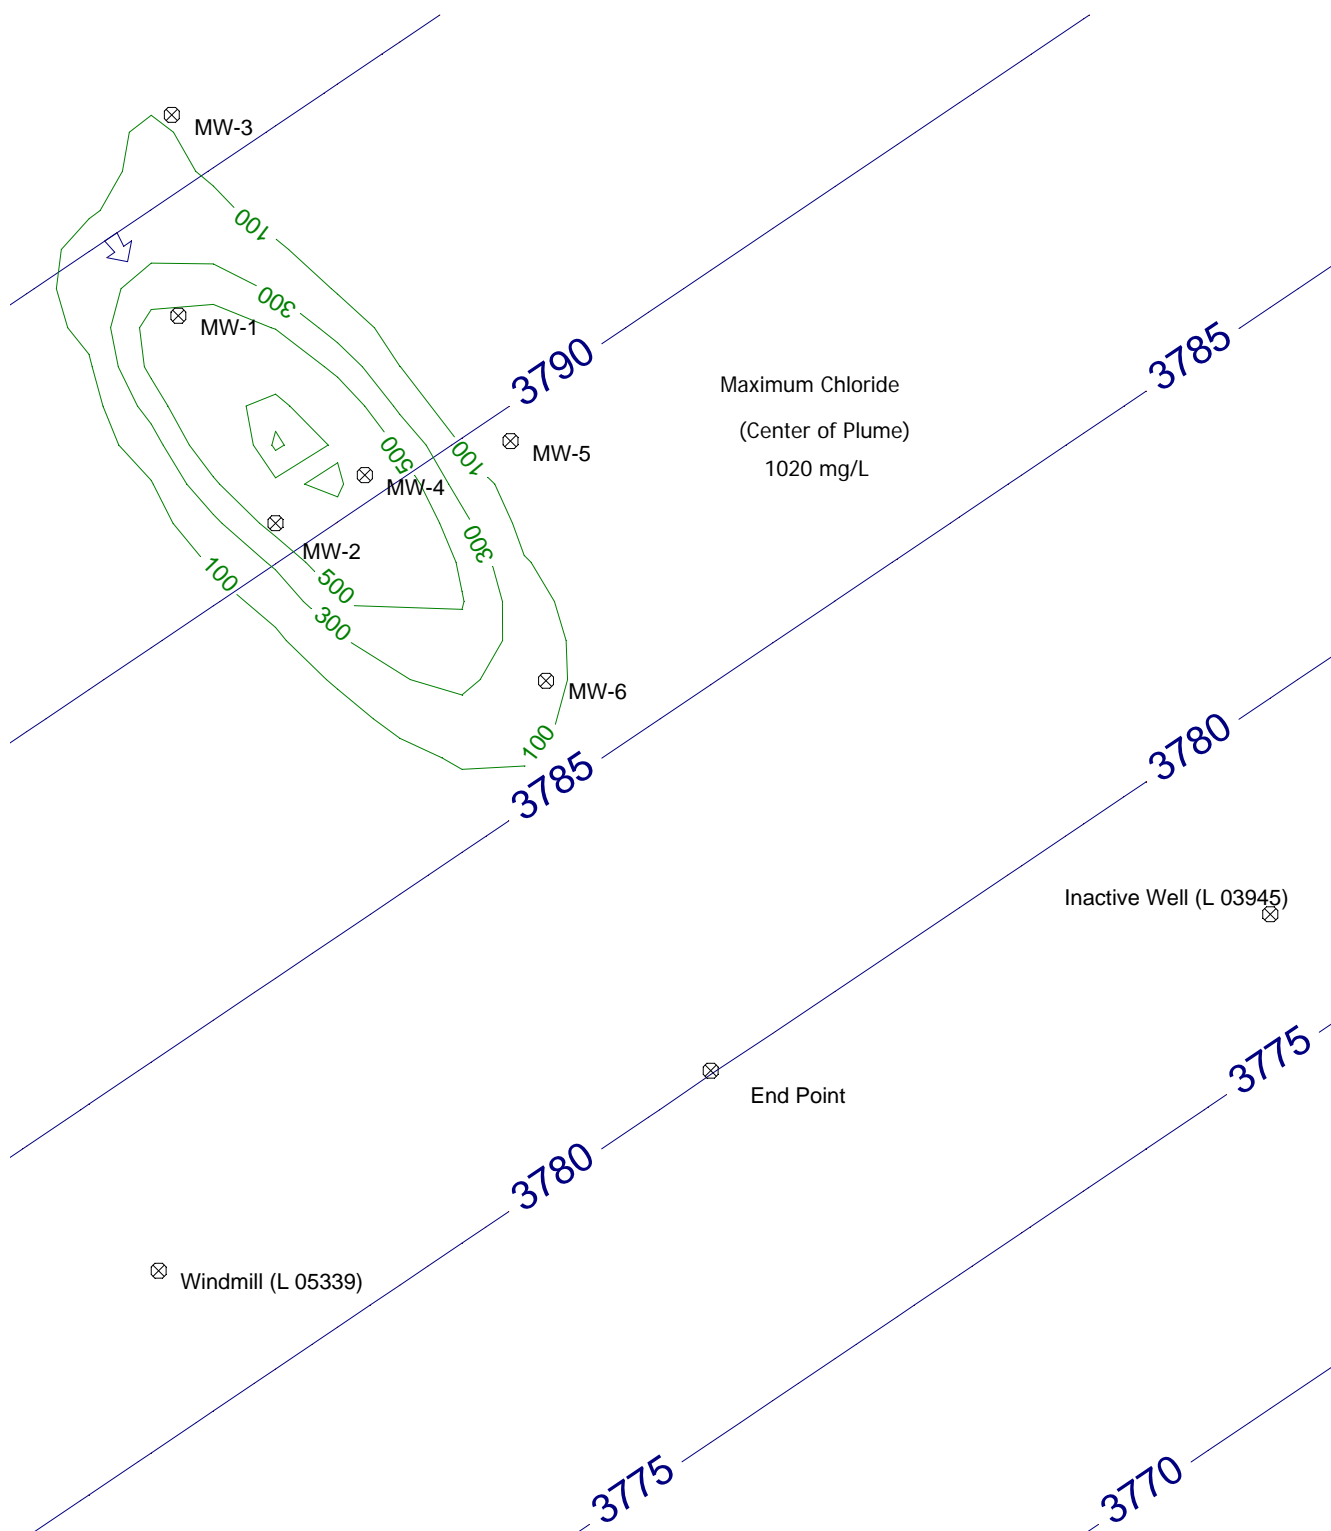 MW-3
100
300
MW-1
3790
3785
Maximum Chloride
(Center of Plume)
1020 mg/L
500
100
MW-5
MW-4
300
MW-2
100
500
300
MW-6
100
3785
3780
Inactive Well (L 03945)
3775
End Point
3780
Windmill (L 05339)
3775
3770